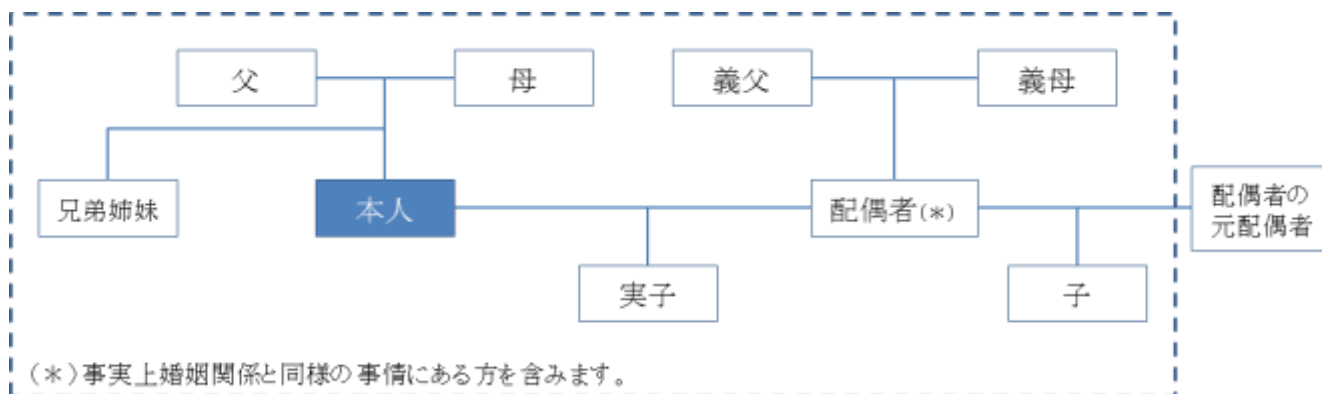 父
母
義父
義母
兄弟姉妹
本人
配偶者(*)
配偶者の
元配偶者
実子
子
(*)事実上婚姻関係と同様の事情にある方を含みます。